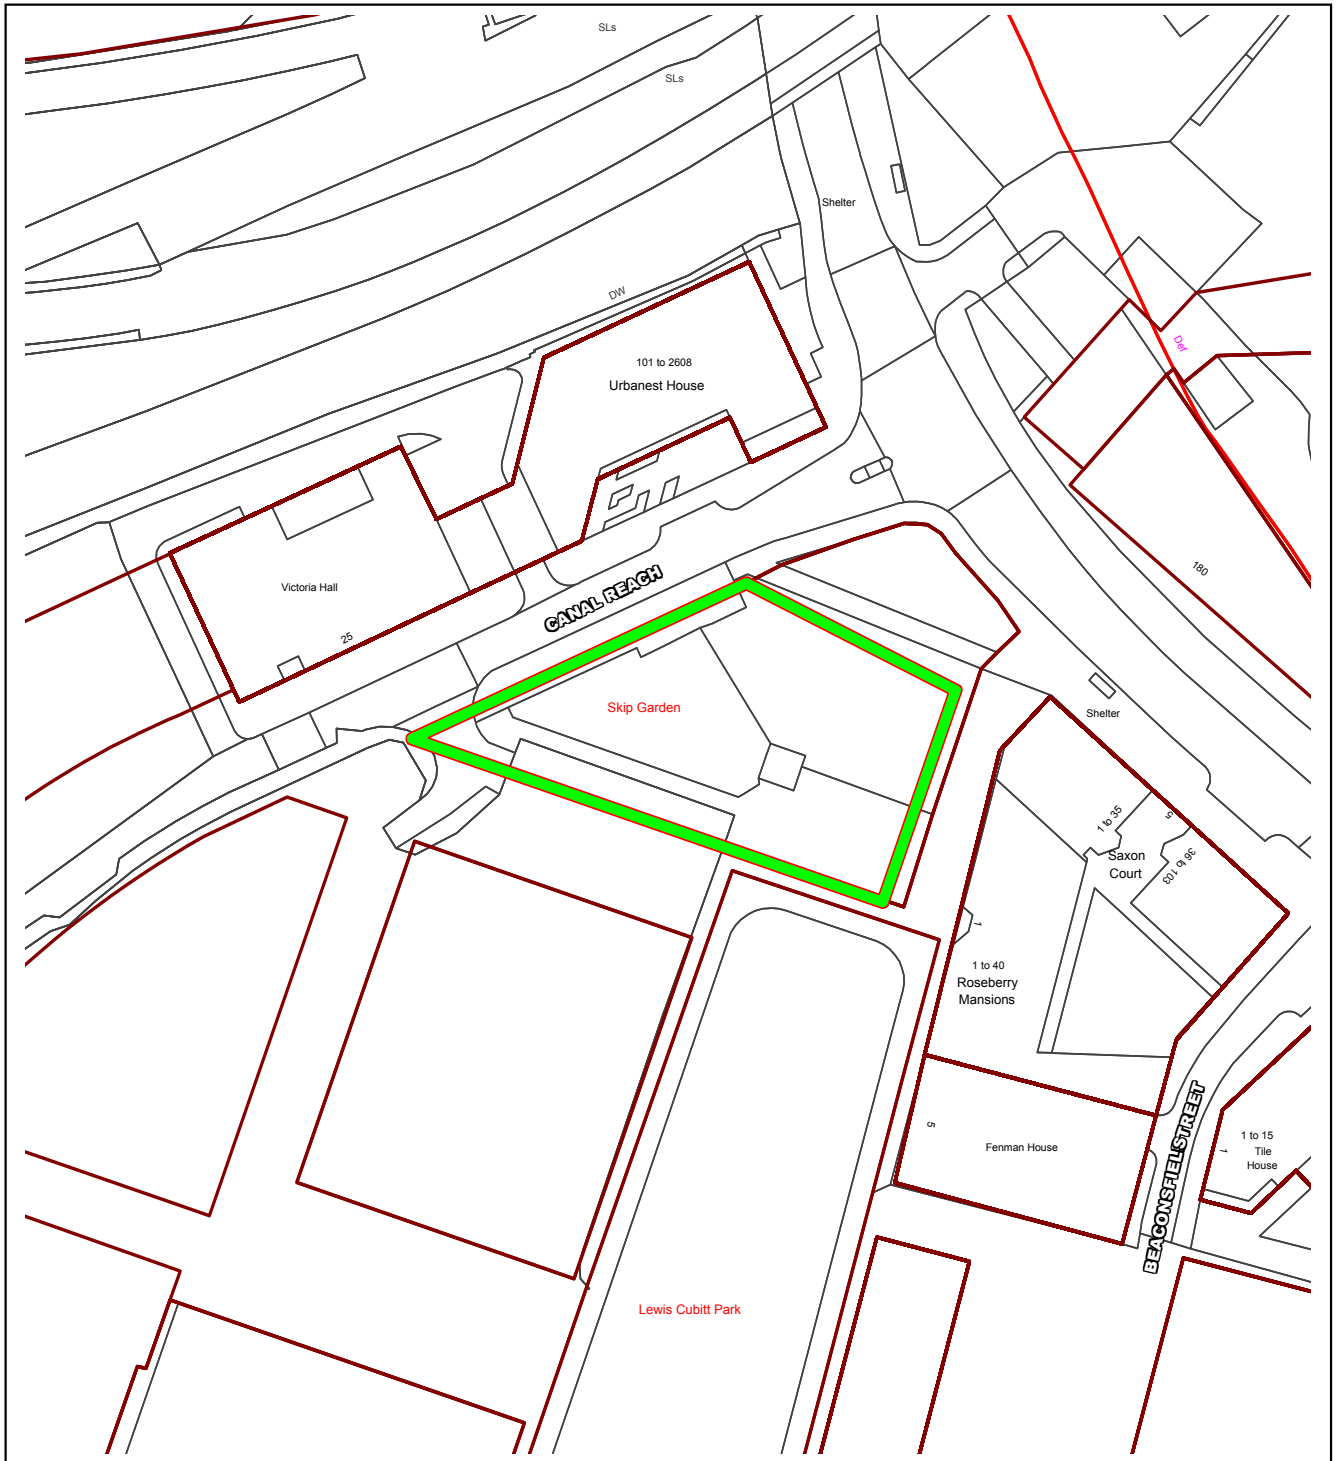 SLs
SLs
Shelter
DW
Def
101 to 2608
Urbanest House
180
CANAL REACH
Victoria Hall
25
Skip Garden
Shelter
1 to 35
5
Saxon
Court
36 to 103
1
1 to 40
Roseberry
Mansions
5
Fenman House
BEACONSFIELSTREET
1 to 15
Tile
House
1
Lewis Cubitt Park